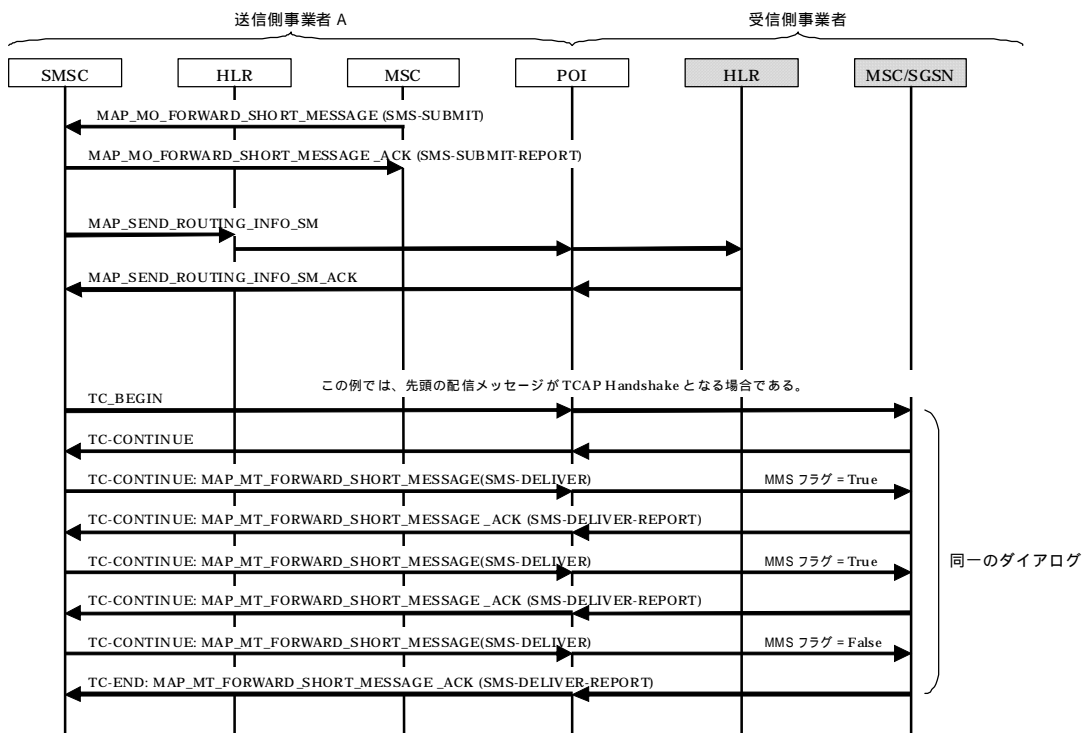 送信側事業者 A
受信側事業者
SMSC
HLR
MSC
POI
HLR
MSC/SGSN
MAP_MO_FORWARD_SHORT_MESSAGE (SMS-SUBMIT)
MAP_MO_FORWARD_SHORT_MESSAGE _ACK (SMS-SUBMIT-REPORT)
MAP_SEND_ROUTING_INFO_SM
MAP_SEND_ROUTING_INFO_SM_ACK
この例では、先頭の配信メッセージが TCAP Handshake となる場合である。
TC_BEGIN
TC-CONTINUE
TC-CONTINUE: MAP_MT_FORWARD_SHORT_MESSAGE(SMS-DELIVER)
MMS フラグ = True
TC-CONTINUE: MAP_MT_FORWARD_SHORT_MESSAGE _ACK (SMS-DELIVER-REPORT)
TC-CONTINUE: MAP_MT_FORWARD_SHORT_MESSAGE(SMS-DELIVER)
MMS フラグ = True
同一のダイアログ
TC-CONTINUE: MAP_MT_FORWARD_SHORT_MESSAGE _ACK (SMS-DELIVER-REPORT)
TC-CONTINUE: MAP_MT_FORWARD_SHORT_MESSAGE(SMS-DELIVER)
MMS フラグ = False
TC-END: MAP_MT_FORWARD_SHORT_MESSAGE _ACK (SMS-DELIVER-REPORT)